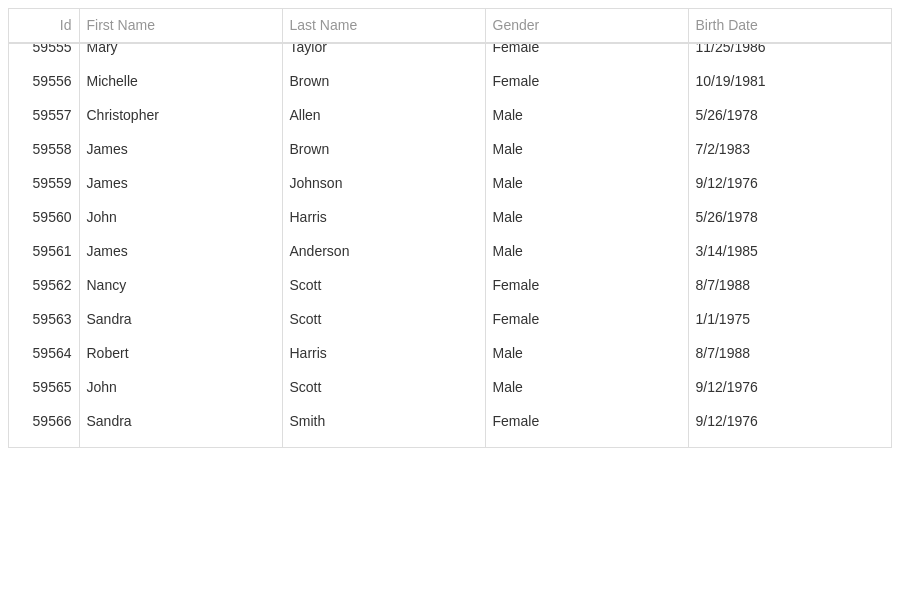 Id First Name Last Name Gender Birth Date
59555 Mary Taylor Female 11/25/1986
59556 Michelle Brown Female 10/19/1981
59557 Christopher Allen Male 5/26/1978
59558 James Brown Male 7/2/1983
59559 James Johnson Male 9/12/1976
59560 John Harris Male 5/26/1978
59561 James Anderson Male 3/14/1985
59562 Nancy Scott Female 8/7/1988
59563 Sandra Scott Female 1/1/1975
59564 Robert Harris Male 8/7/1988
59565 John Scott Male 9/12/1976
59566 Sandra Smith Female 9/12/1976